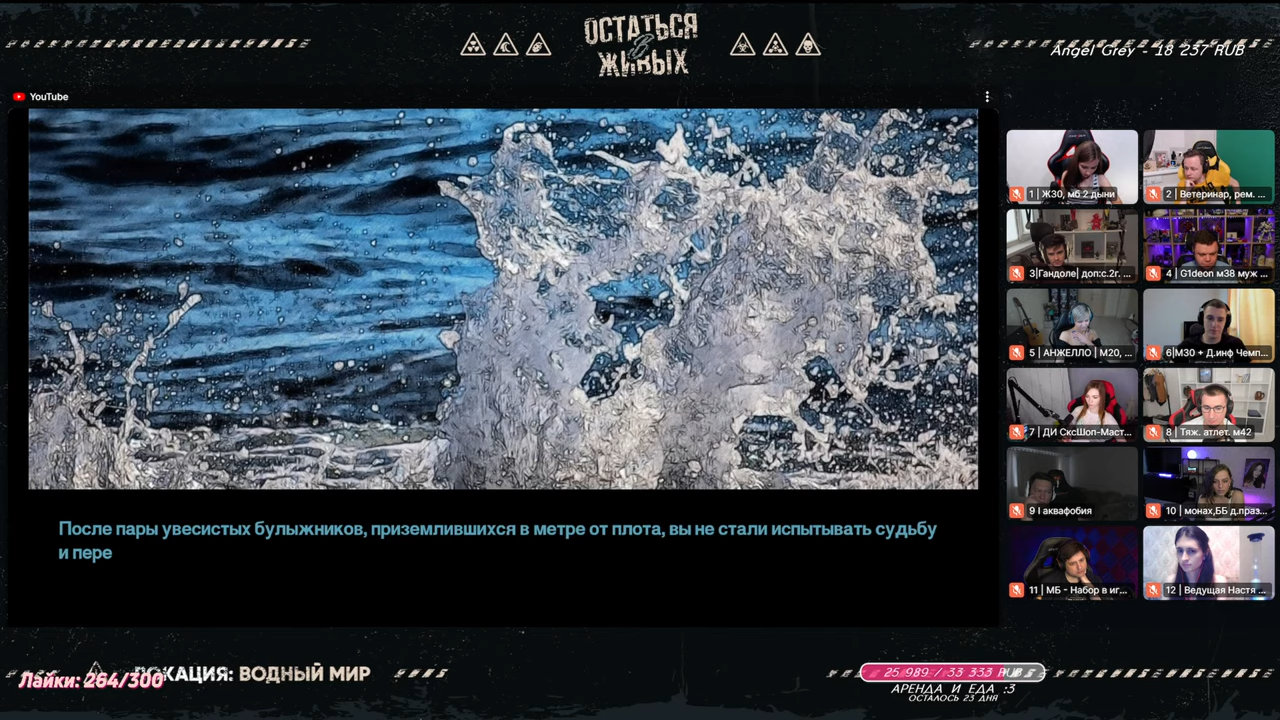 ОСТАТЬСЯ
В
ЖИВЫХ
Angel Grey - 18 237 RUB
YouTube
1 | Ж30, мб 2 дыни
2 | Ветеринар, рем. ...
3|Гандоле| доп:с.2г. ...
4 | G1deon м38 муж ...
5 | АНЖЕЛЛО | М20, ...
6|М30 + Д.инф Чемп...
7 | ДИ СксШоп-Маст...
8 | Тяж. атлет. м42
9 I аквафобия
10 | монах,ББ д.праз...
11 | МБ - Набор в иг...
12 | Ведущая Настя ...
После пары увесистых булыжников, приземлившихся в метре от плота, вы не стали испытывать судьбу
и пере
ЛОКАЦИЯ: ВОДНЫЙ МИР
Лайки: 264/300
25 989 / 33 333 RUB
АРЕНДА И ЕДА :3
ОСТАЛОСЬ 23 ДНЯ